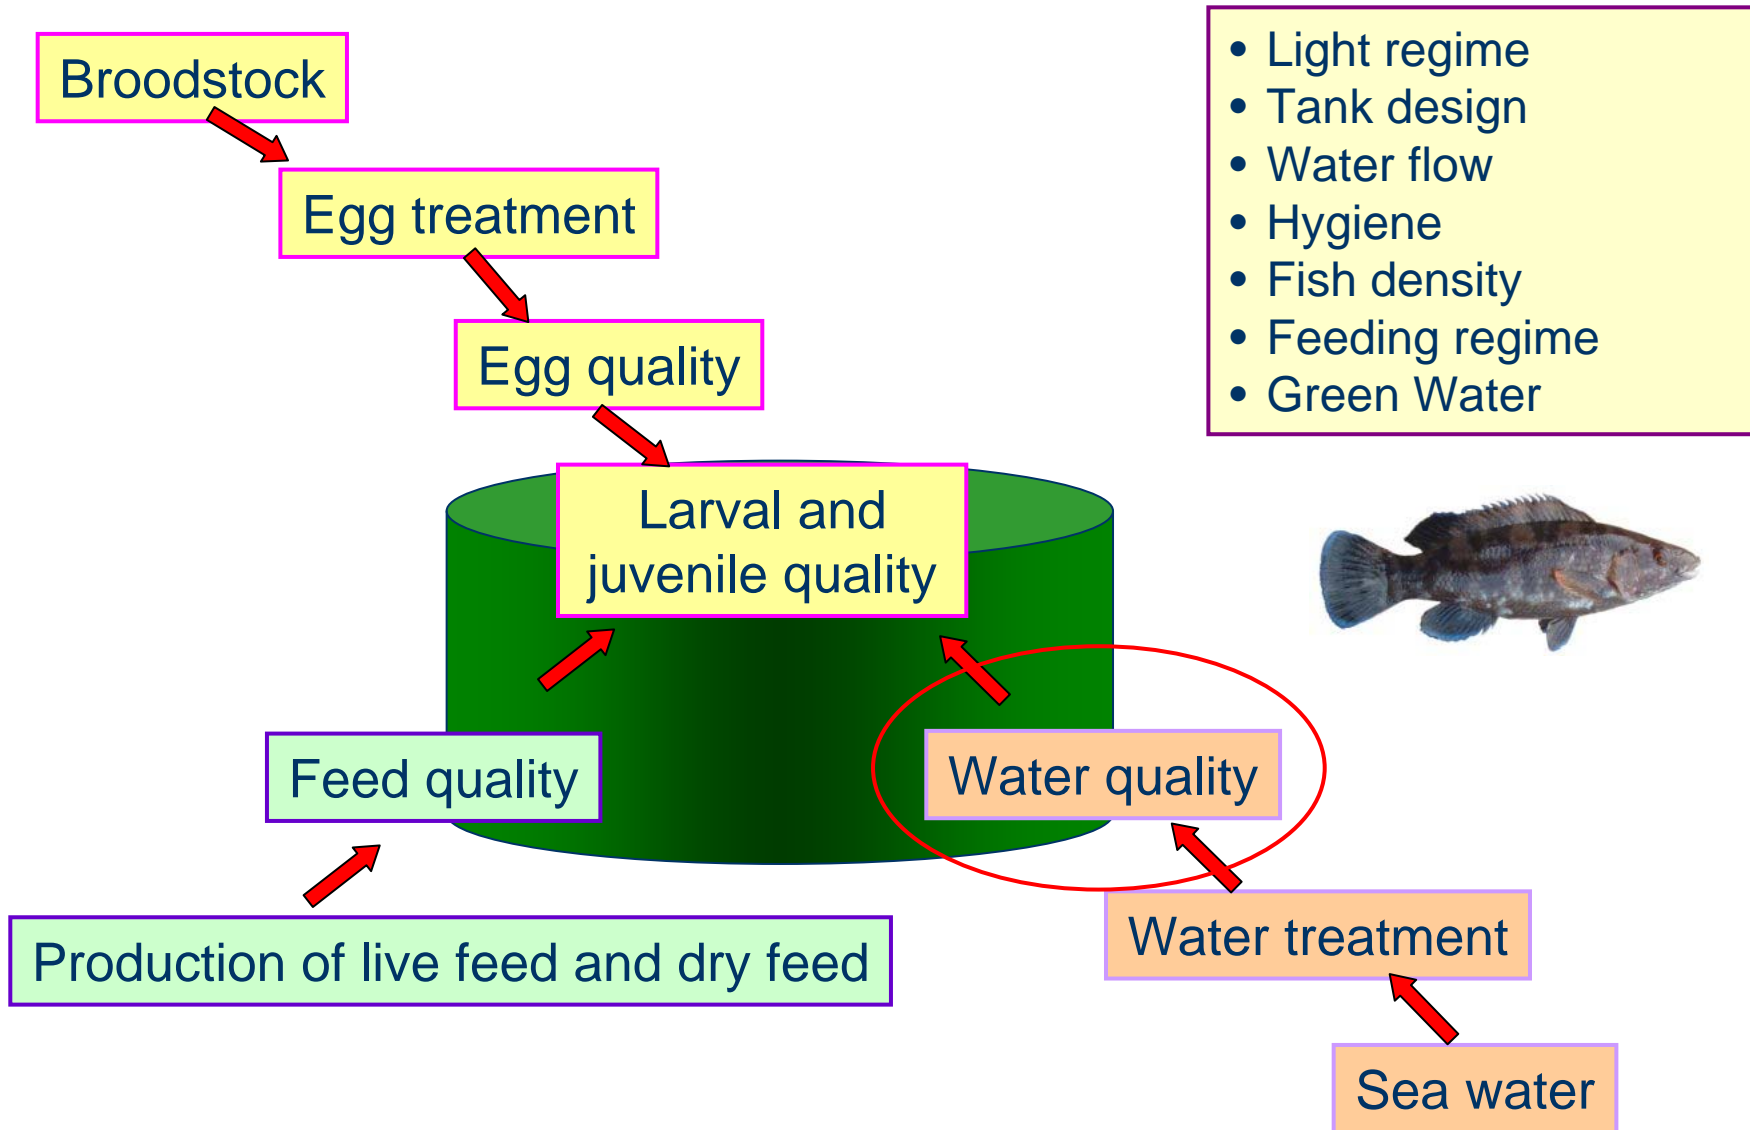 Broodstock
Egg treatment
Egg quality
Larval and
juvenile quality
Feed quality
Production of live feed and dry feed
Water quality
Water treatment
Sea water
• Light regime
• Tank design
• Water flow
• Hygiene
• Fish density
• Feeding regime
• Green Water